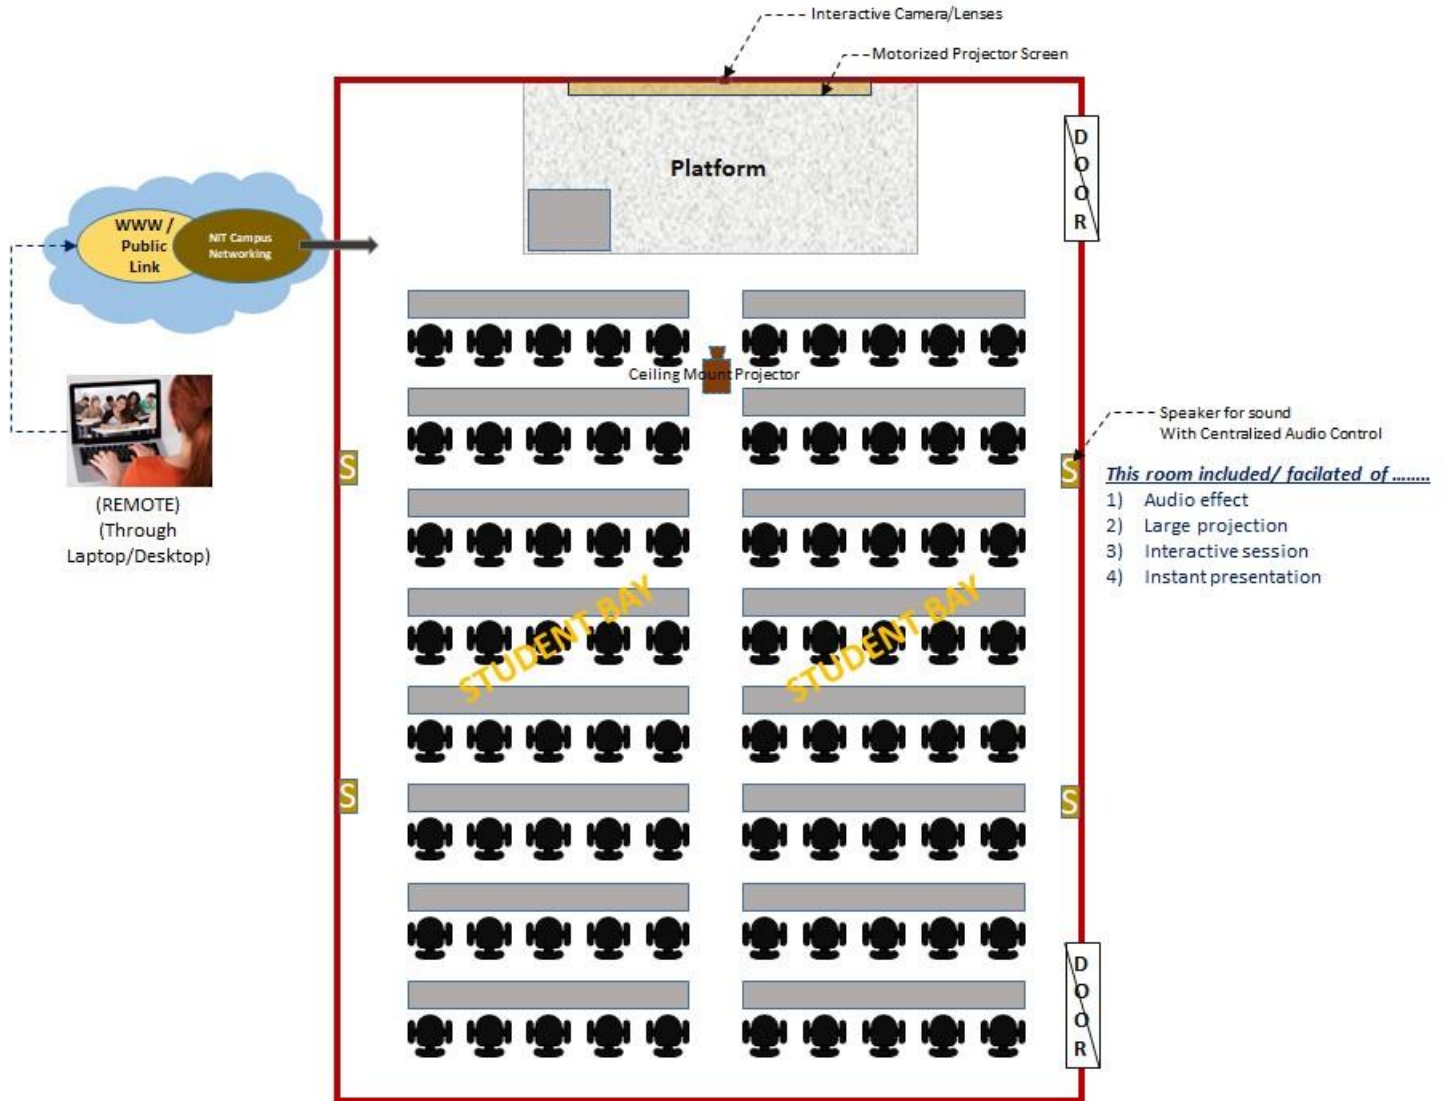 Interactive Camera/Lenses
Motorized Projector Screen
Platform
DOOR
WWW /
Public
Link
NIT Campus
Networking
Ceiling Mount Projector
Speaker for sound
With Centralized Audio Control
S
S
This room included/ facilated of ........
1) Audio effect
2) Large projection
3) Interactive session
4) Instant presentation
(REMOTE)
(Through
Laptop/Desktop)
STUDENT BAY
STUDENT BAY
S
S
DOOR